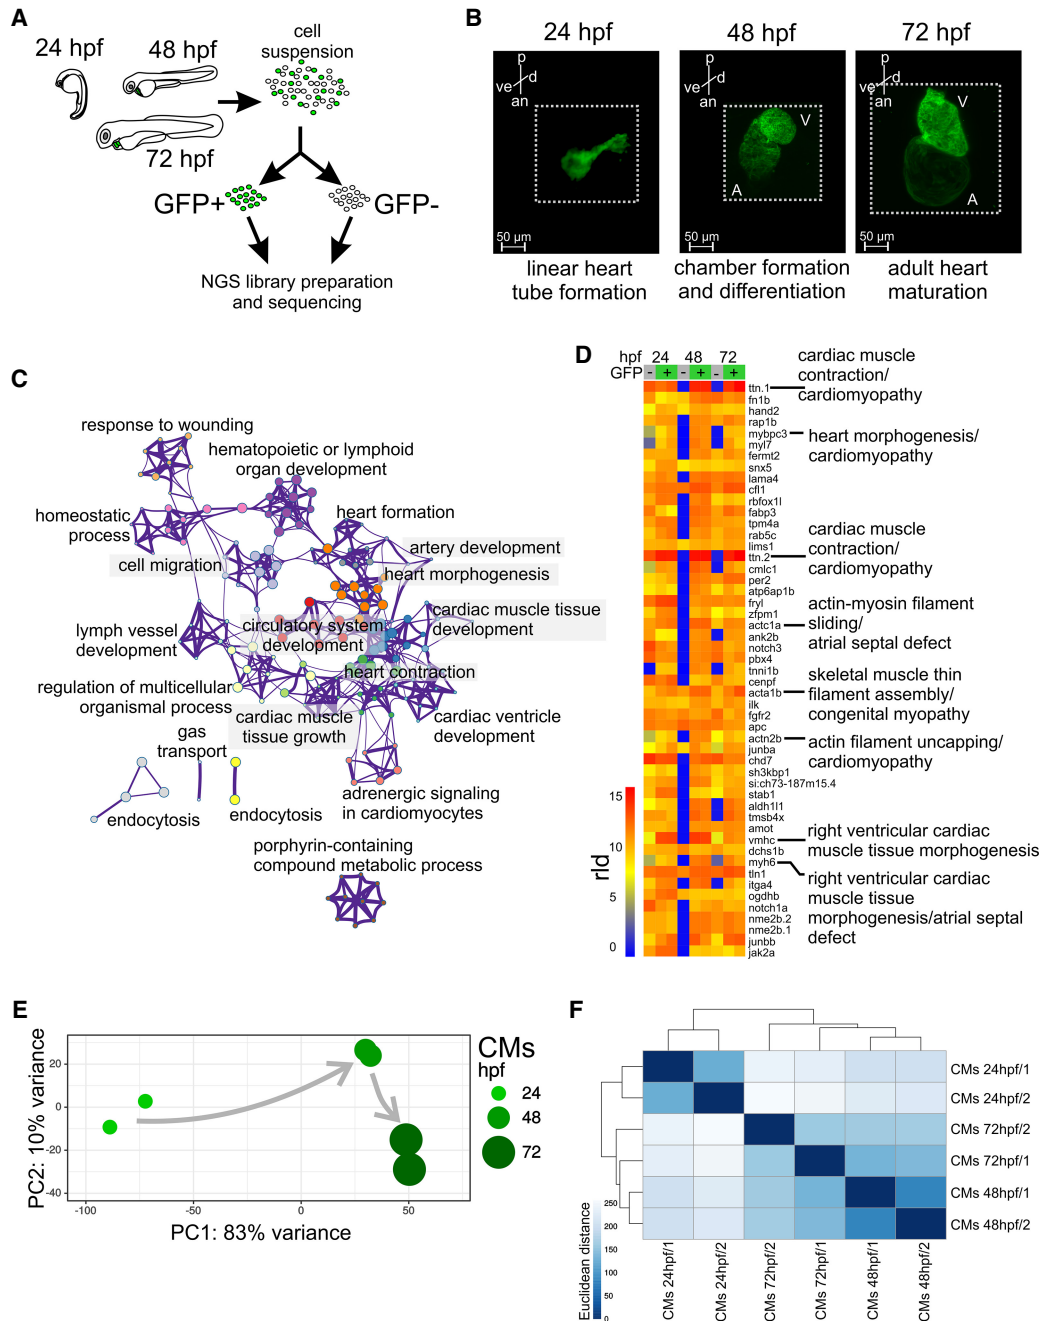 A
24 hpf
48 hpf
72 hpf
cell
suspension
GFP+
GFP-
NGS library preparation
and sequencing
B
24 hpf
48 hpf
72 hpf
p
ve
d
an
50 µm
p
ve
d
an
V
A
50 µm
p
ve
d
an
V
A
50 µm
linear heart
tube formation
chamber formation
and differentiation
adult heart
maturation
C
response to wounding
hematopoietic or lymphoid
organ development
homeostatic
process
heart formation
cell migration
artery development
heart morphogenesis
lymph vessel
development
circulatory system
development
cardiac muscle tissue
development
heart contraction
regulation of multicellular
organismal process
cardiac muscle
tissue growth
cardiac ventricle
development
gas
transport
endocytosis
endocytosis
adrenergic signaling
in cardiomyocytes
porphyrin-containing
compound metabolic process
D
hpf 24 48 72
GFP - + - + - +
ttn.1
fn1b
hand2
rap1b
mybpc3
myl7
fermt2
snx5
lama4
cfl1
rbfox1l
fabp3
tpm4a
rab5c
lims1
ttn.2
cmlc1
per2
atp6ap1b
fryl
zfpm1
actc1a
ank2b
notch3
pbx4
tnni1b
cenpf
acta1b
ilk
fgfr2
apc
actn2b
junba
chd7
sh3kbp1
si:ch73-187m15.4
stab1
aldh1l1
tmsb4x
amot
vmhc
dchs1b
myh6
tln1
itga4
ogdhb
notch1a
nme2b.2
nme2b.1
junbb
jak2a
cardiac muscle
contraction/
cardiomyopathy
heart morphogenesis/
cardiomyopathy
cardiac muscle
contraction/
cardiomyopathy
actin-myosin filament
sliding/
atrial septal defect
skeletal muscle thin
filament assembly/
congenital myopathy
actin filament uncapping/
cardiomyopathy
right ventricular cardiac
muscle tissue morphogenesis
right ventricular cardiac
muscle tissue
morphogenesis/atrial septal
defect
rld
15
10
5
0
E
PC2: 10% variance
20
0
-20
-40
-100
-50
0
50
PC1: 83% variance
CMs
hpf
24
48
72
F
CMs 24hpf/1
CMs 24hpf/2
CMs 72hpf/2
CMs 72hpf/1
CMs 48hpf/1
CMs 48hpf/2
Euclidean distance
250
200
150
100
50
0
CMs 24hpf/1
CMs 24hpf/2
CMs 72hpf/2
CMs 72hpf/1
CMs 48hpf/1
CMs 48hpf/2